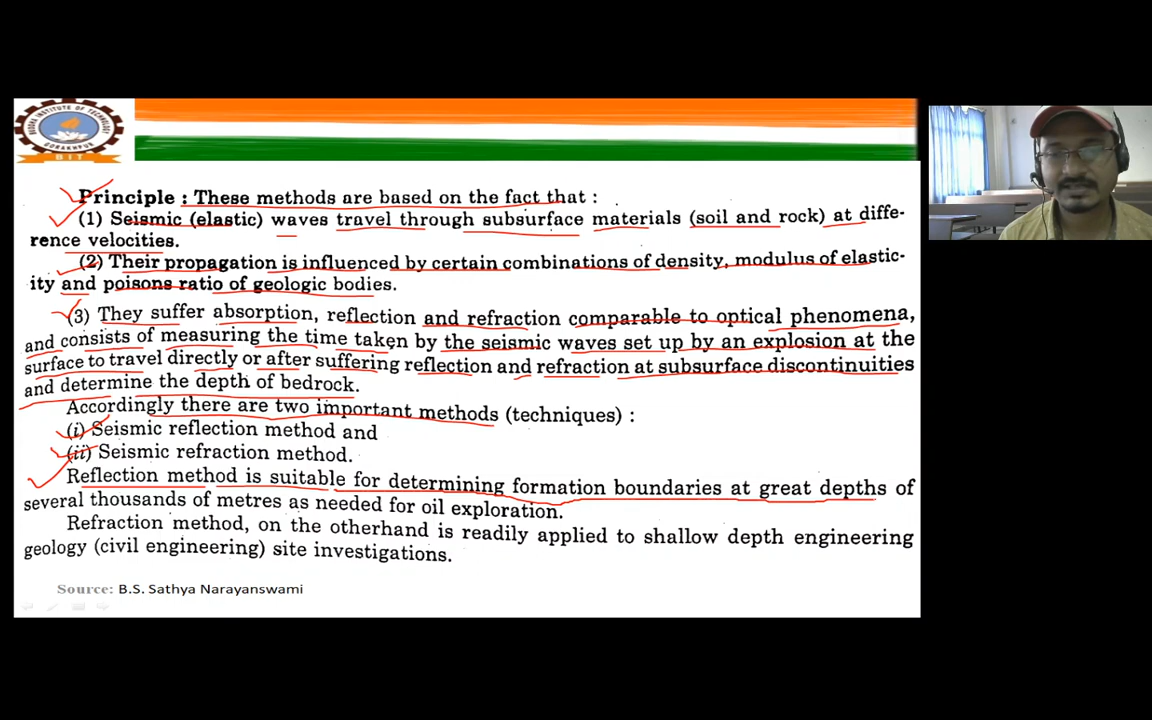 BUDDHA INSTITUTE OF TECHNOLOGY
GORAKHPUR
BIT
Principle : These methods are based on the fact that :
(1) Seismic (elastic) waves travel through subsurface materials (soil and rock) at diffe-
rence velocities.
(2) Their propagation is influenced by certain combinations of density, modulus of elastic-
ity and poisons ratio of geologic bodies.
(3) They suffer absorption, reflection and refraction comparable to optical phenomena,
and consists of measuring the time taken by the seismic waves set up by an explosion at the
surface to travel directly or after suffering reflection and refraction at subsurface discontinuities
and determine the depth of bedrock.
Accordingly there are two important methods (techniques) :
(i) Seismic reflection method and
(ii) Seismic refraction method.
Reflection method is suitable for determining formation boundaries at great depths of
several thousands of metres as needed for oil exploration.
Refraction method, on the otherhand is readily applied to shallow depth engineering
geology (civil engineering) site investigations.
Source: B.S. Sathya Narayanswami